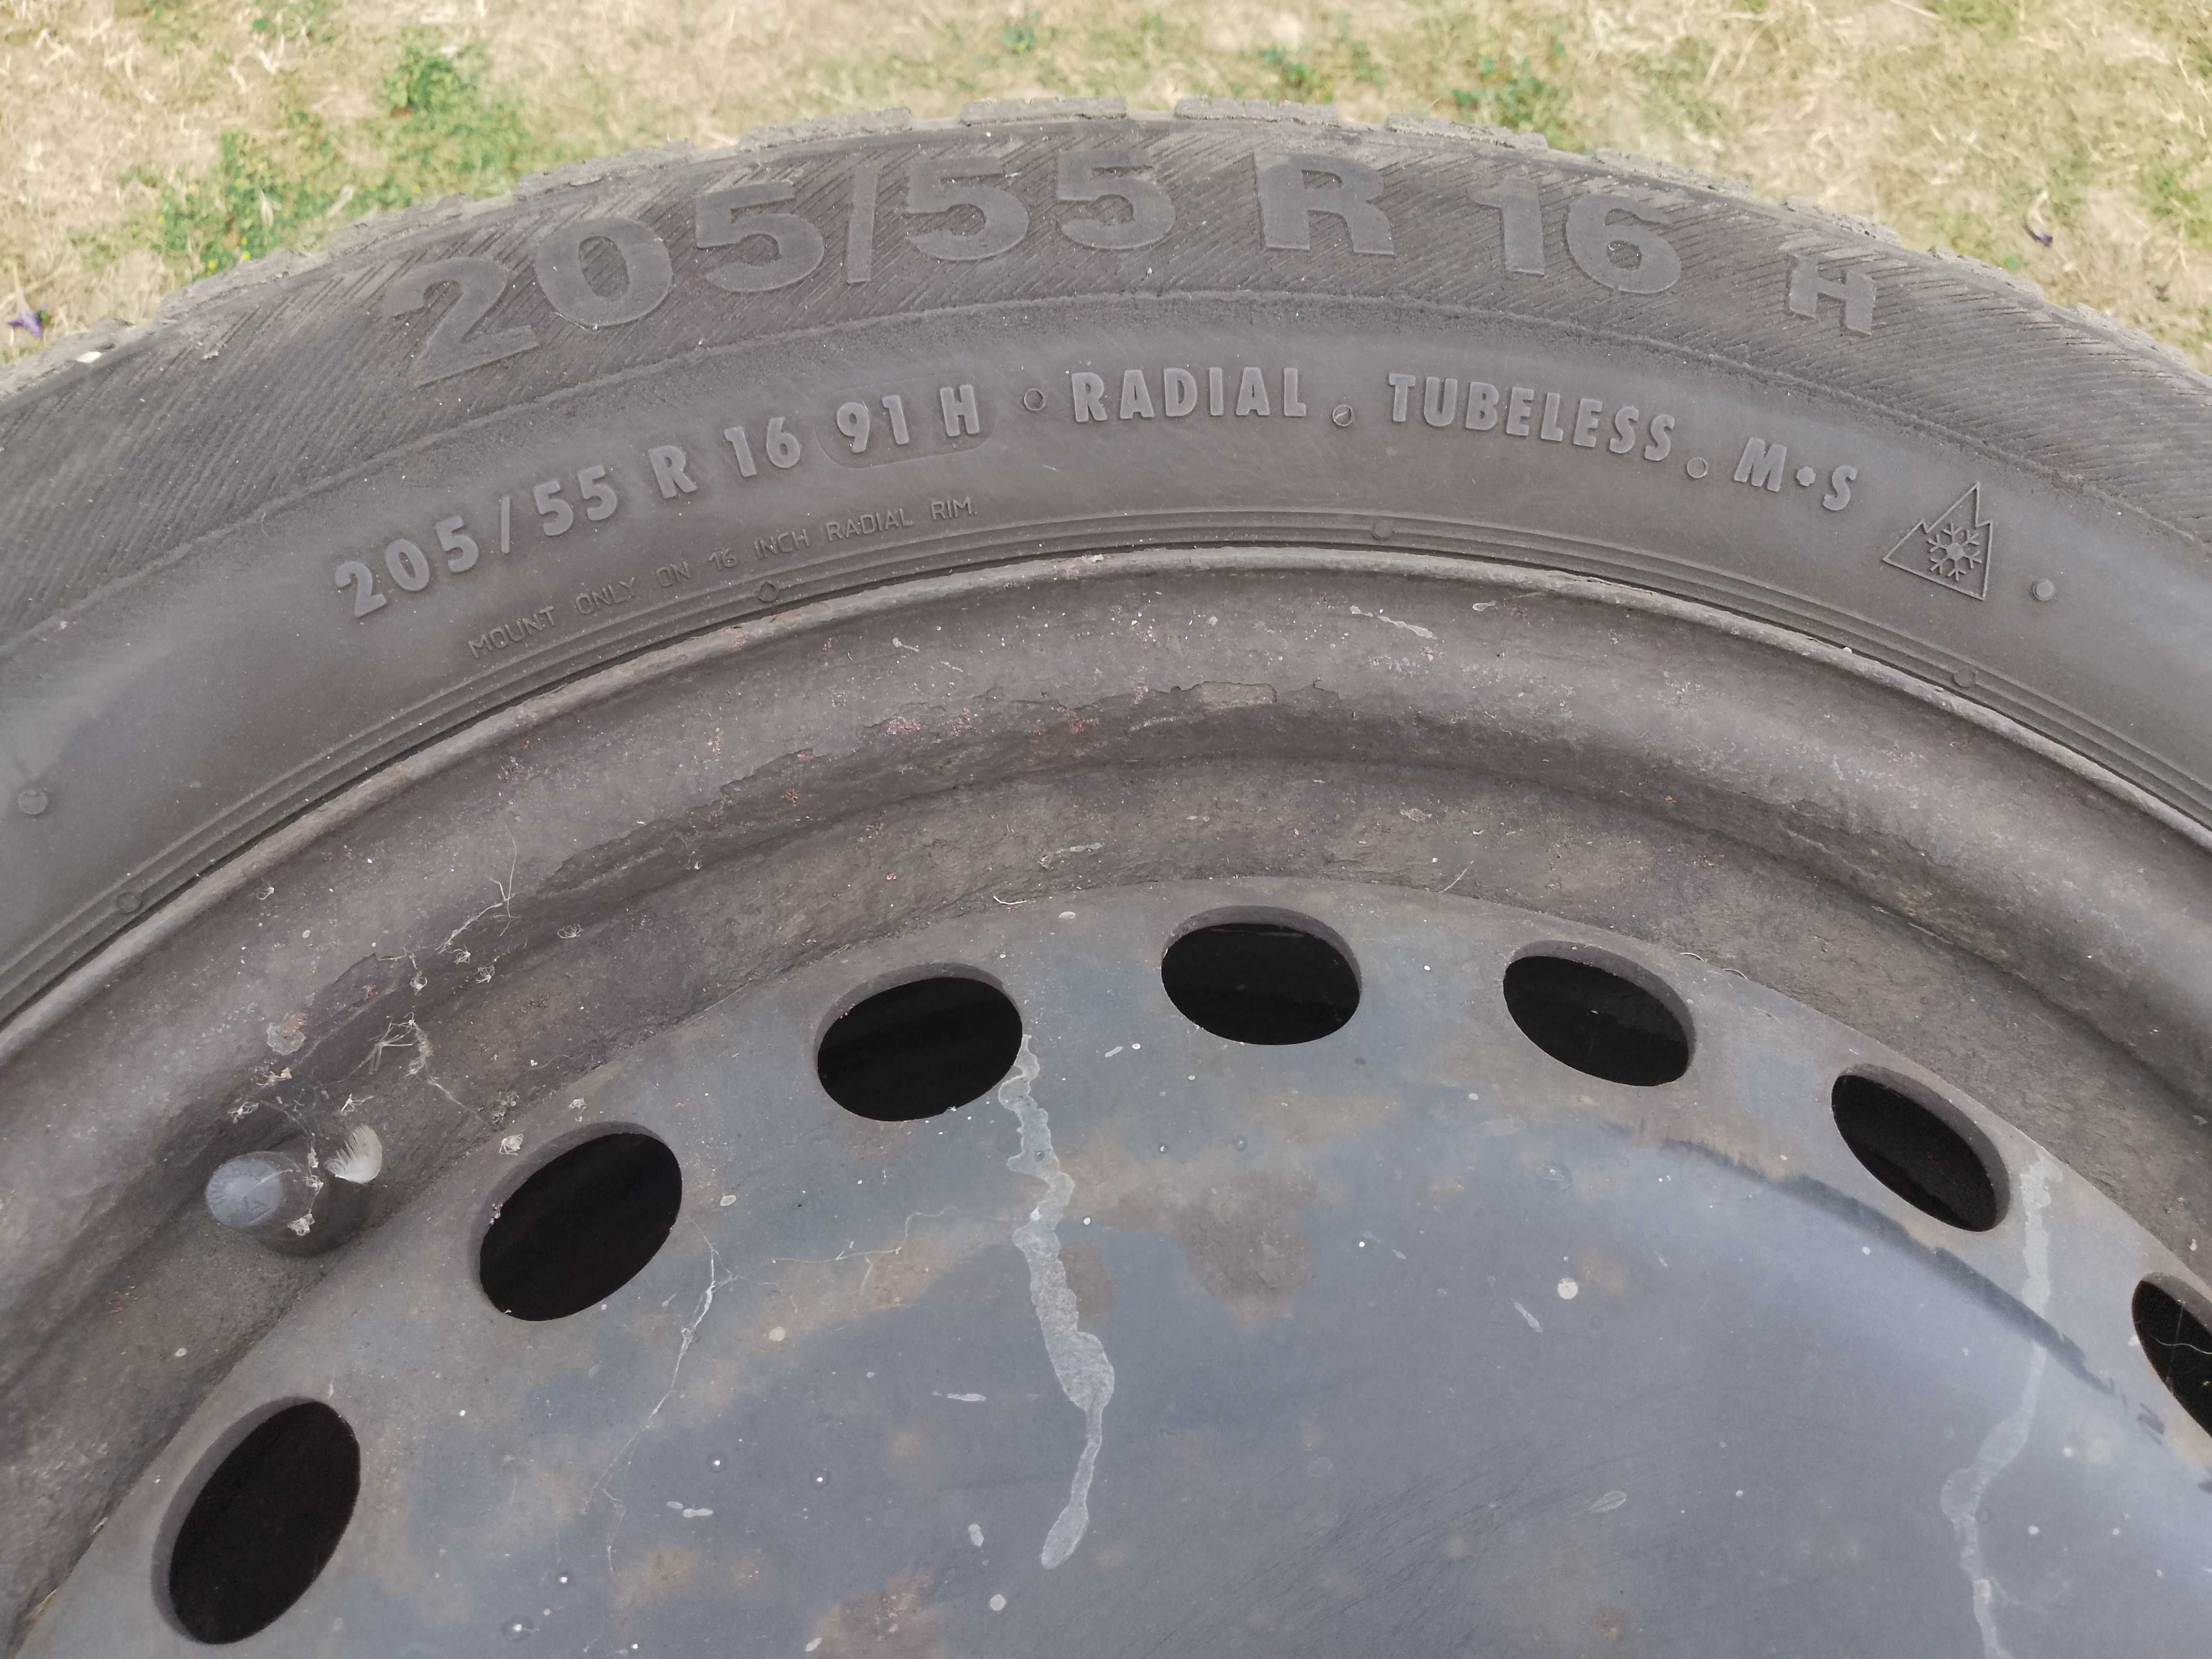 205/55 R 16 H
205/55 R 16 91 H RADIAL TUBELESS M+S
MOUNT ONLY ON 16 INCH RADIAL RIM.